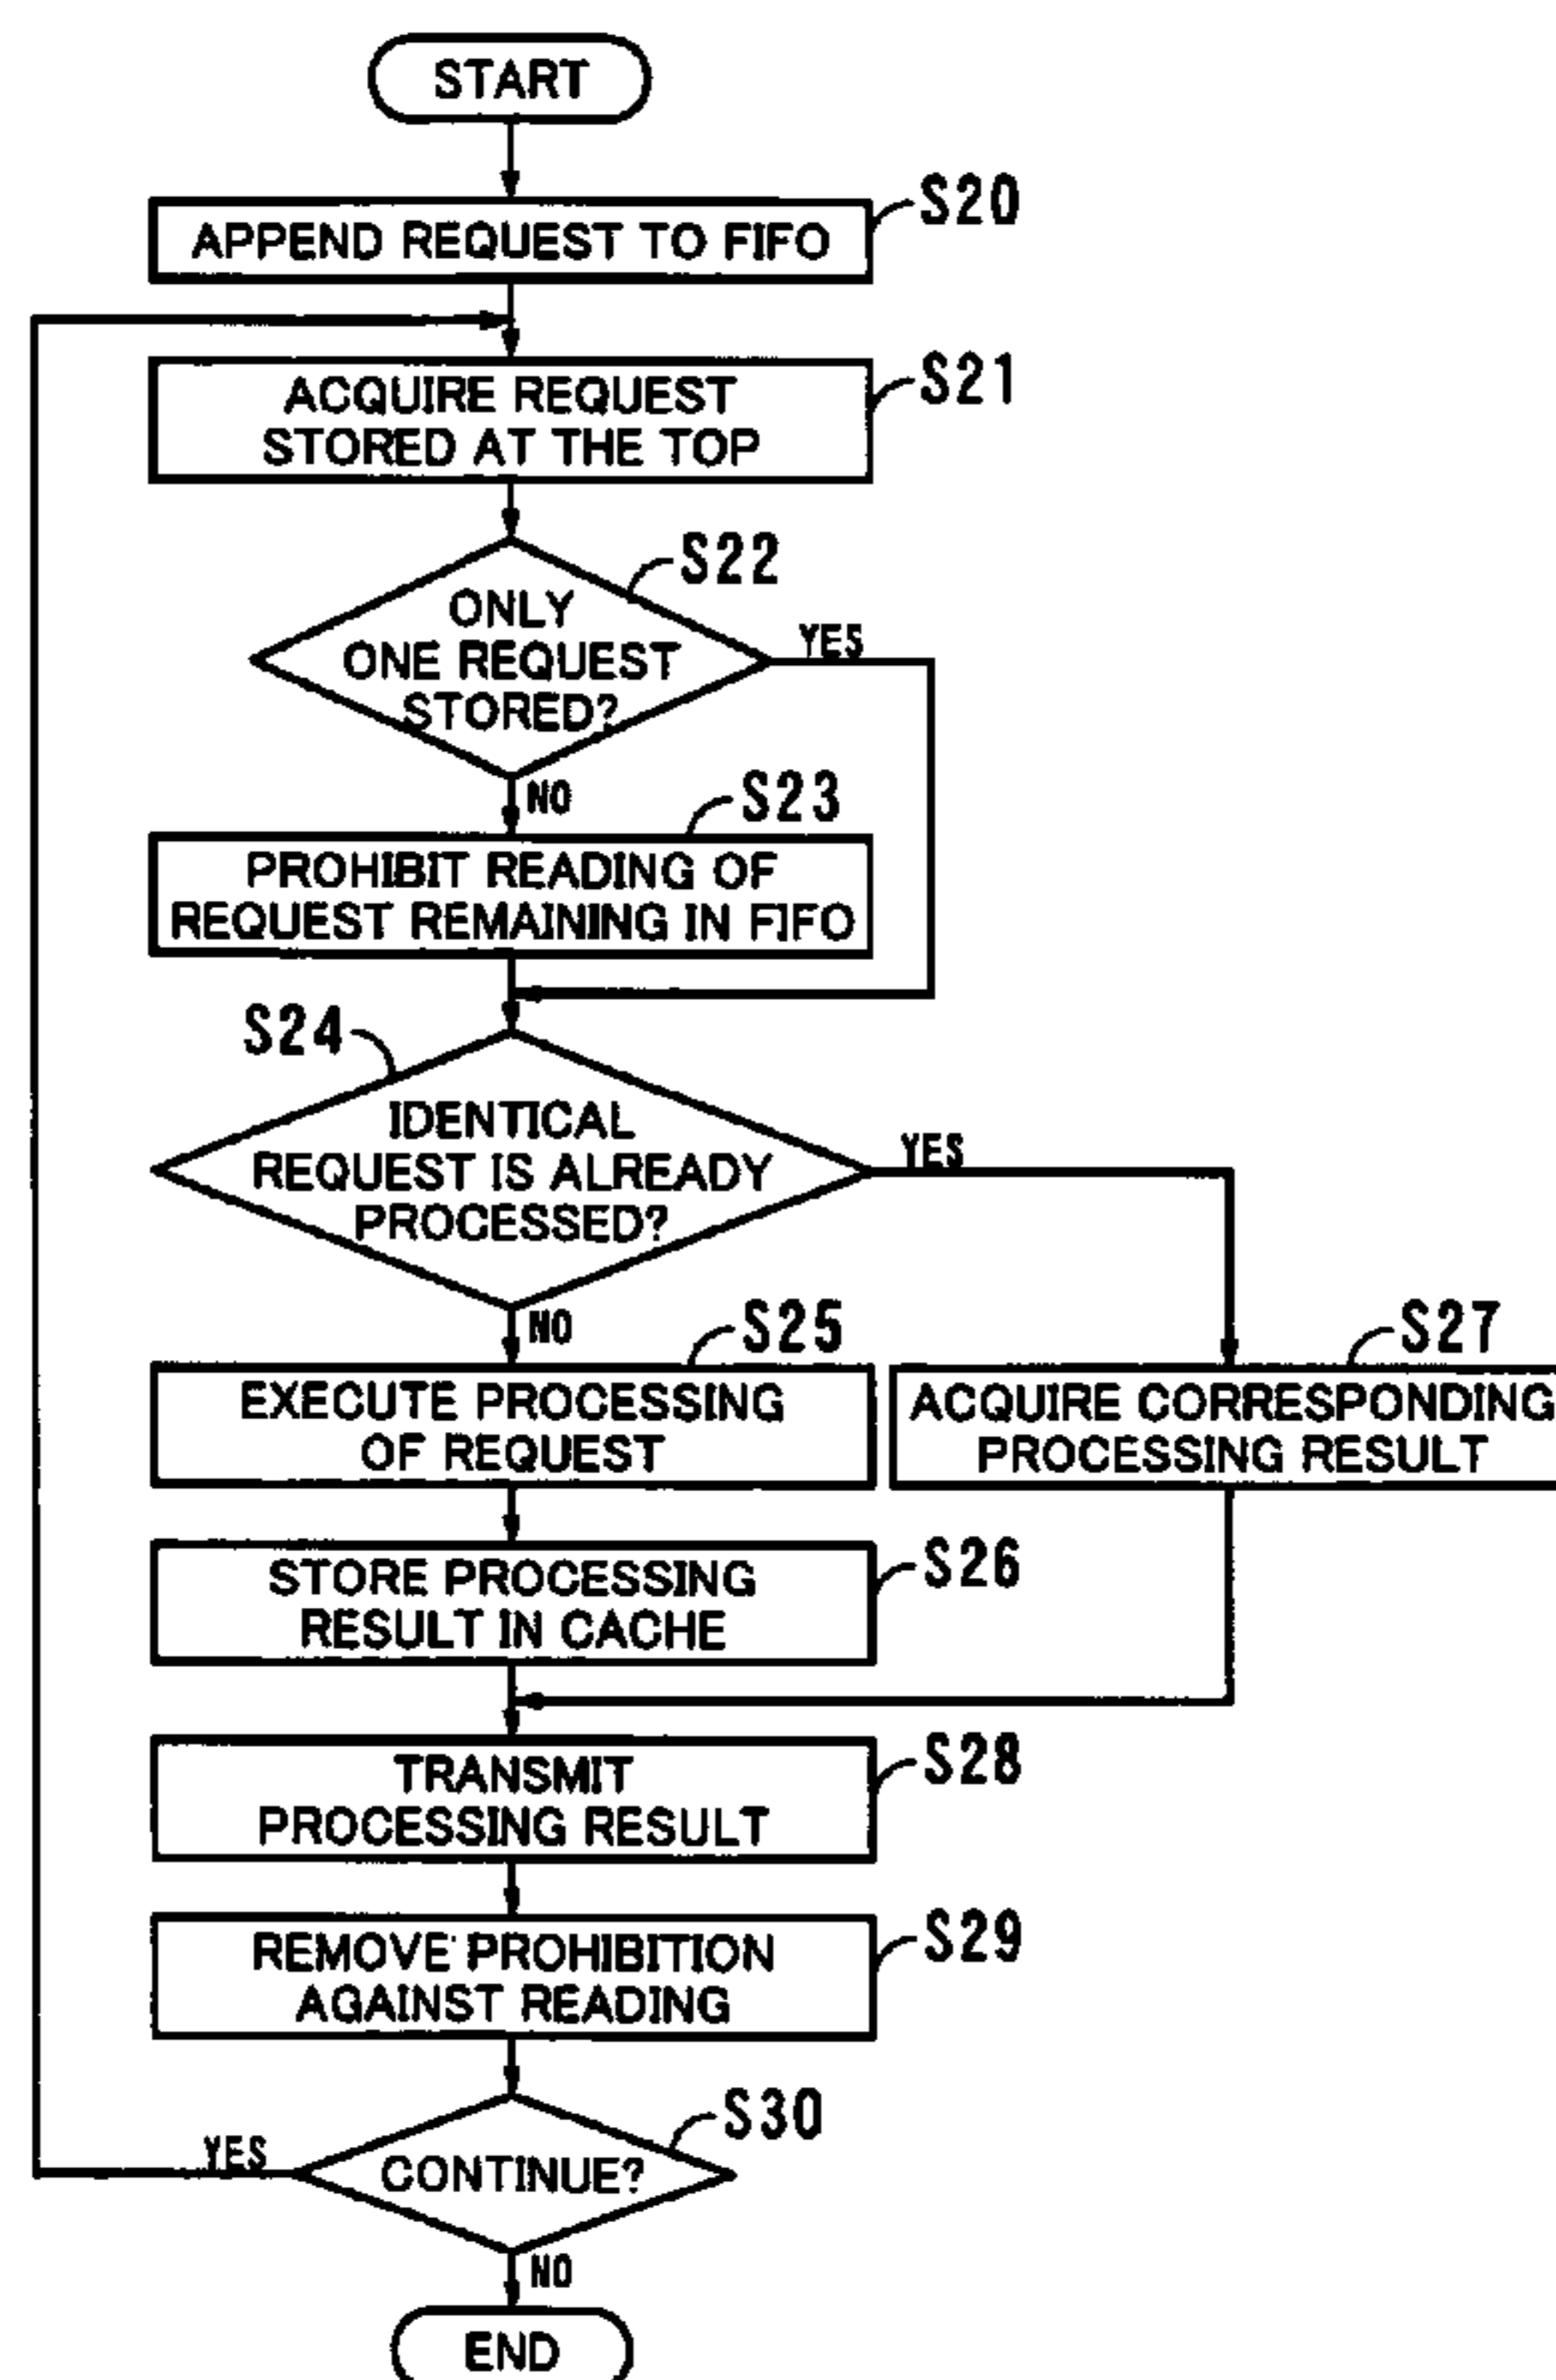 START
APPEND REQUEST TO FIFO
S20
ACQUIRE REQUEST
STORED AT THE TOP
S21
S22
ONLY
ONE REQUEST
STORED?
YES
NO
S23
PROHIBIT READING OF
REQUEST REMAINING IN FIFO
S24
IDENTICAL
REQUEST IS ALREADY
PROCESSED?
YES
NO
S25
EXECUTE PROCESSING
OF REQUEST
S27
ACQUIRE CORRESPONDING
PROCESSING RESULT
STORE PROCESSING
RESULT IN CACHE
S26
TRANSMIT
PROCESSING RESULT
S28
REMOVE PROHIBITION
AGAINST READING
S29
S30
CONTINUE?
YES
NO
END